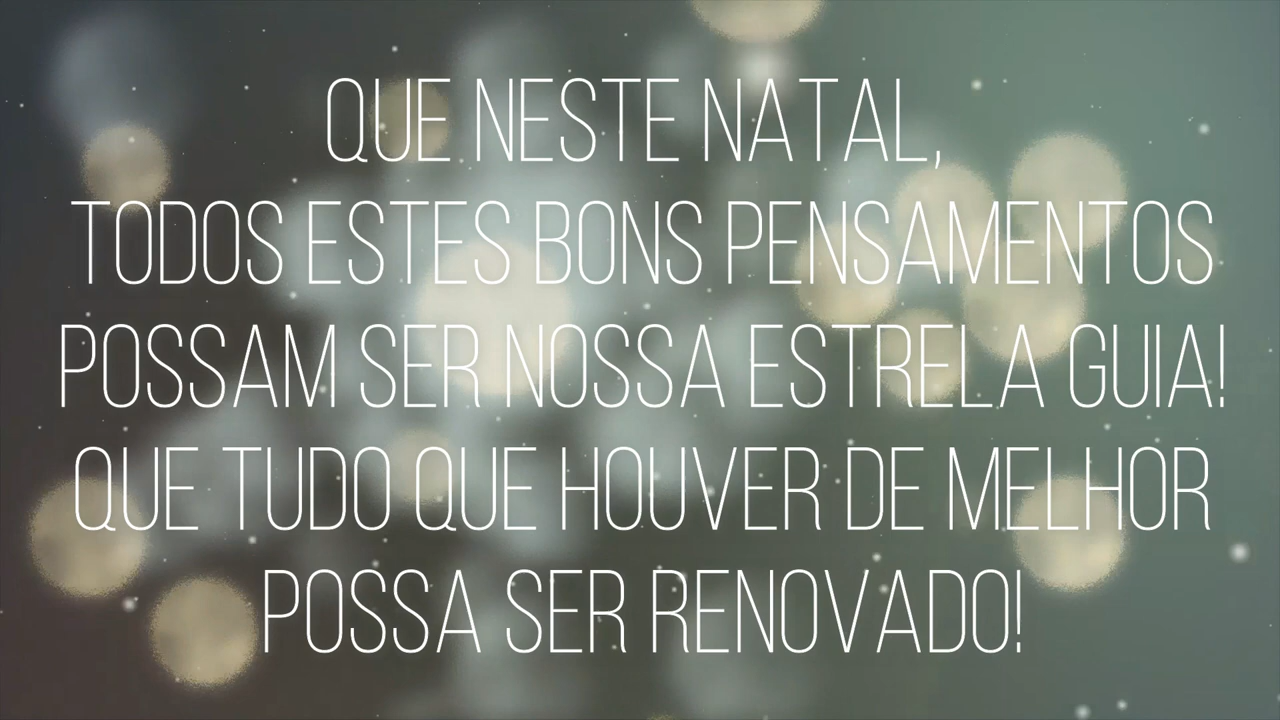 QUE NESTE NATAL,
TODOS ESTES BONS PENSAMENTOS
POSSAM SER NOSSA ESTRELA GUIA!
QUE TUDO QUE HOUVER DE MELHOR
POSSA SER RENOVADO!